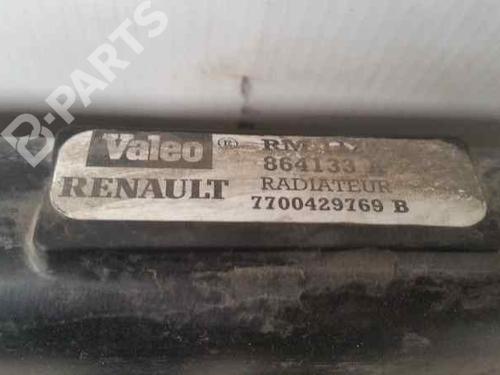 B-PARTS
Valeo ®
864133
RENAULT RADIATEUR
7700429769 B